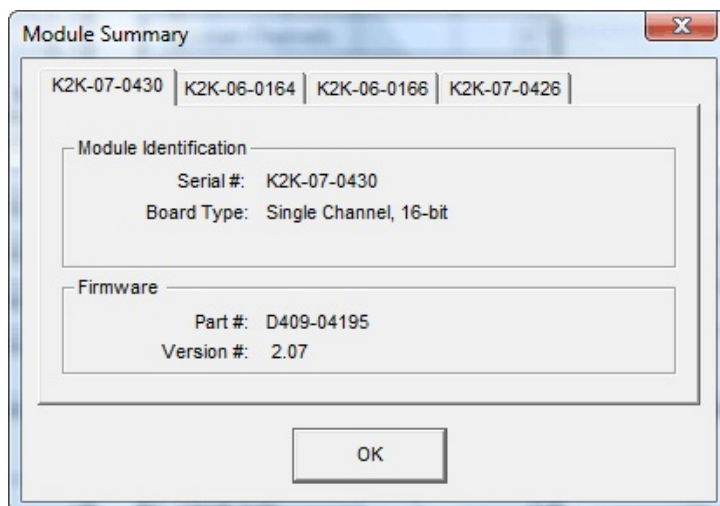 Module Summary
K2K-07-0430 K2K-06-0164 K2K-06-0166 K2K-07-0426
Module Identification
Serial #: K2K-07-0430
Board Type: Single Channel, 16-bit
Firmware
Part #: D409-04195
Version #: 2.07
OK